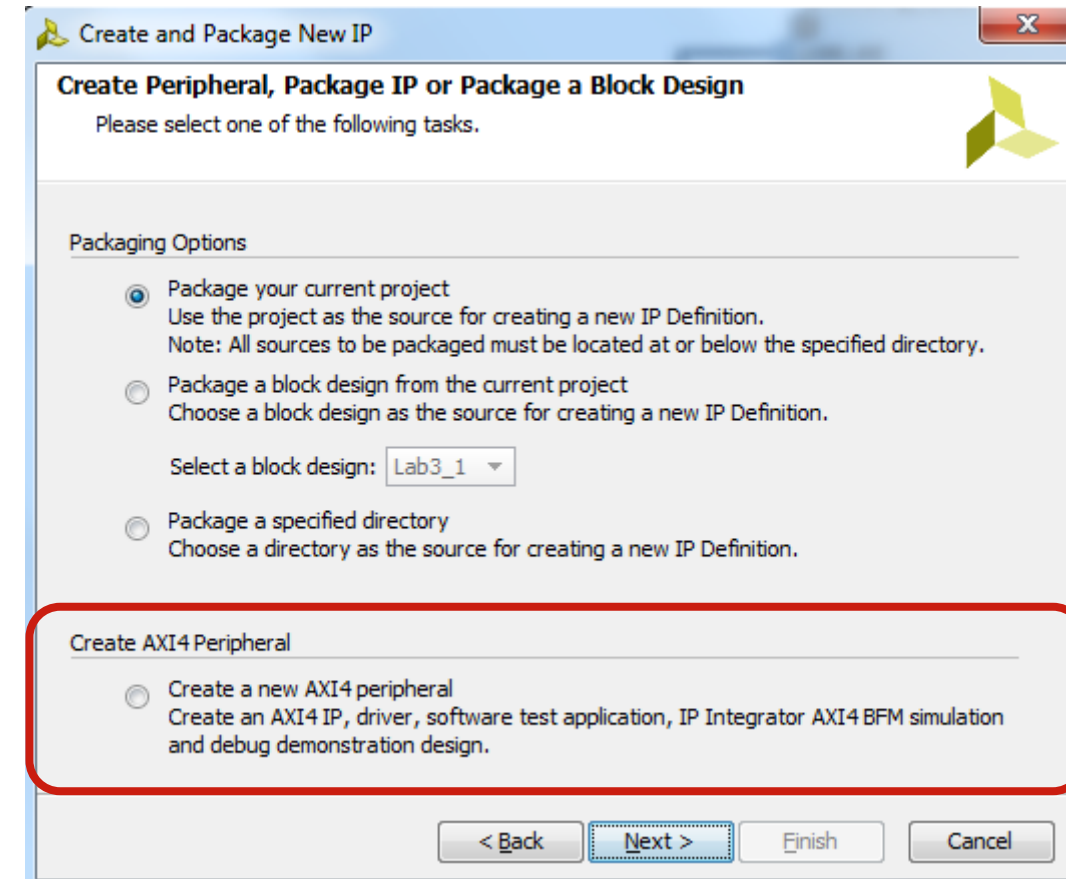 Create and Package New IP
Create Peripheral, Package IP or Package a Block Design
Please select one of the following tasks.
Packaging Options
Package your current project
Use the project as the source for creating a new IP Definition.
Note: All sources to be packaged must be located at or below the specified directory.
Package a block design from the current project
Choose a block design as the source for creating a new IP Definition.
Select a block design: Lab3_1
Package a specified directory
Choose a directory as the source for creating a new IP Definition.
Create AXI4 Peripheral
Create a new AXI4 peripheral
Create an AXI4 IP, driver, software test application, IP Integrator AXI4 BFM simulation
and debug demonstration design.
< Back Next > Finish Cancel